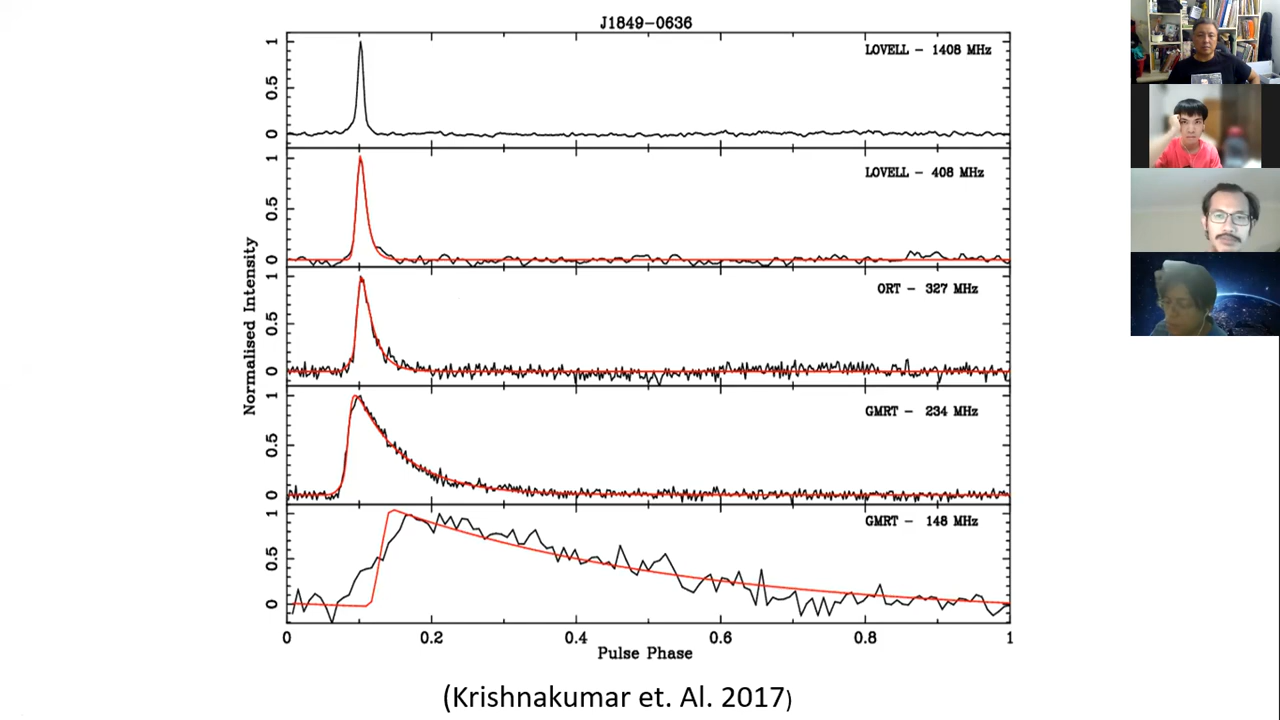 J1849-0636
1
0.5
0
LOVELL - 1408 MHz
1
0.5
0
LOVELL - 408 MHz
1
0.5
0
ORT - 327 MHz
1
0.5
0
GMRT - 234 MHz
1
0.5
0
GMRT - 148 MHz
Normalised Intensity
0 0.2 0.4 0.6 0.8 1
Pulse Phase
(Krishnakumar et. Al. 2017)